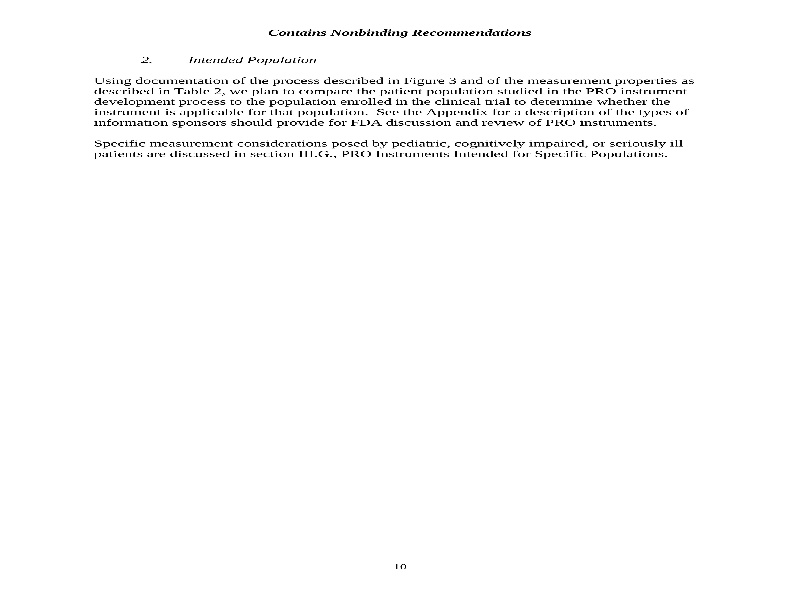 Contains Nonbinding Recommendations
2. Intended Population
Using documentation of the process described in Figure 3 and of the measurement properties as
described in Table 2, we plan to compare the patient population studied in the PRO instrument
development process to the population enrolled in the clinical trial to determine whether the
instrument is applicable for that population. See the Appendix for a description of the types of
information sponsors should provide for FDA discussion and review of PRO instruments.
Specific measurement considerations posed by pediatric, cognitively impaired, or seriously ill
patients are discussed in section III.G., PRO Instruments Intended for Specific Populations.
10